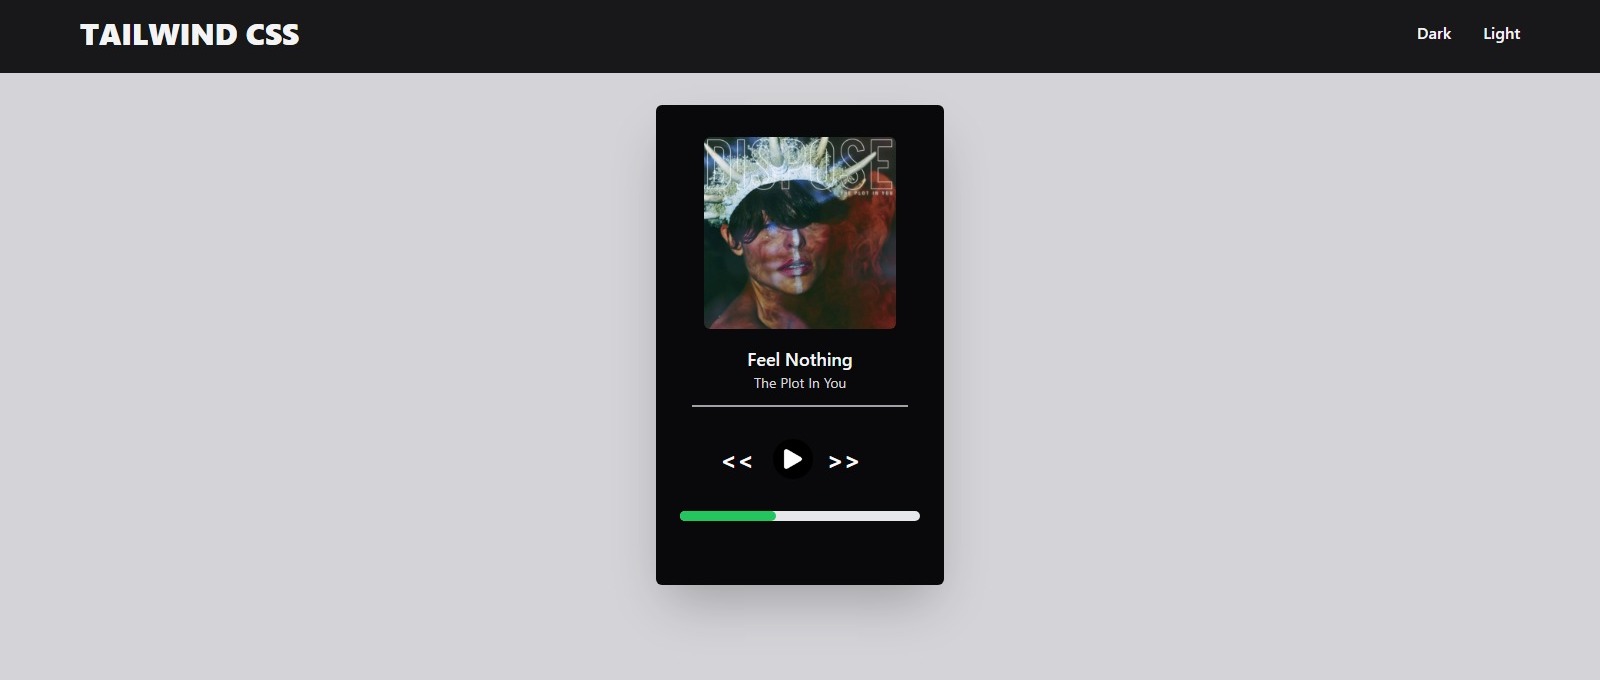 TAILWIND CSS
Dark
Light
DISPOSE
THE PLOT IN YOU
Feel Nothing
The Plot In You
<< >>